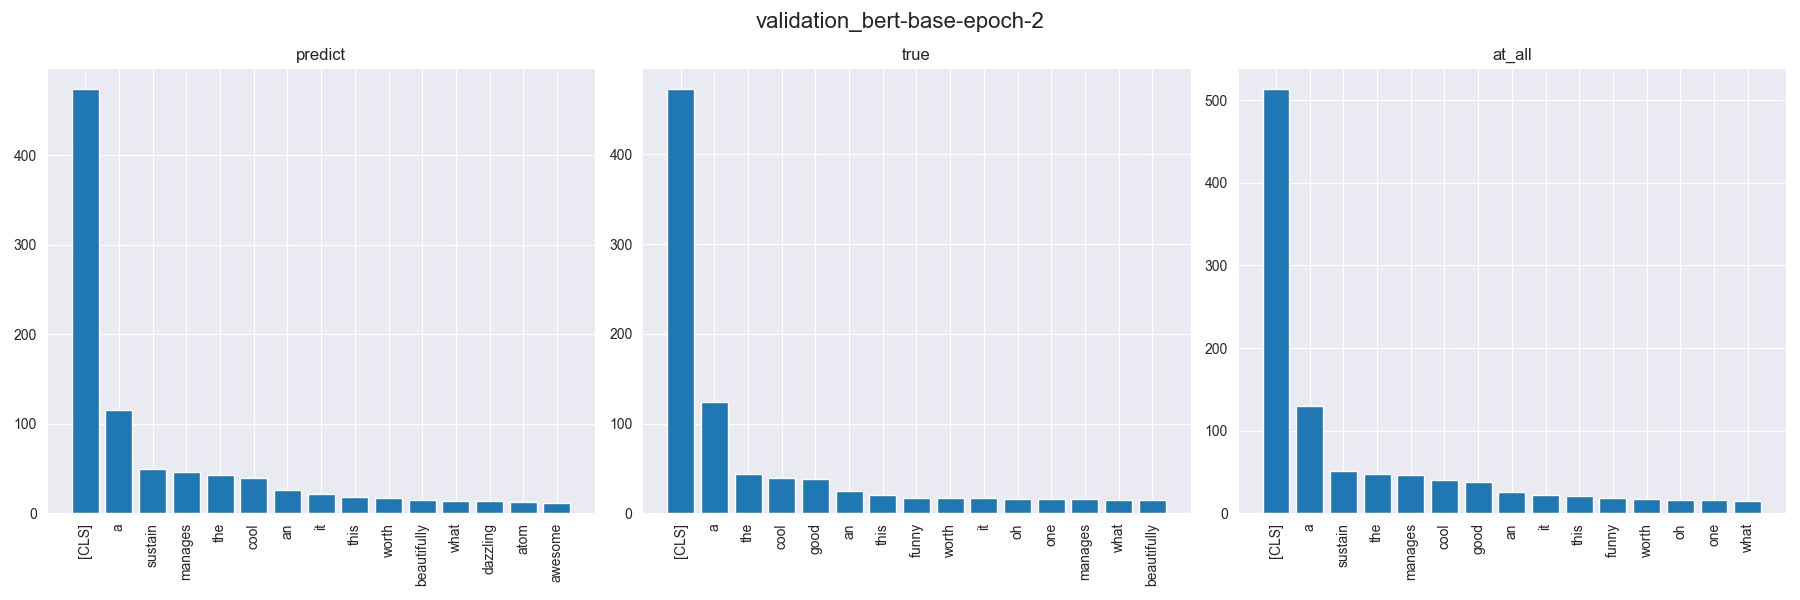 validation_bert-base-epoch-2
predict
400
300
200
100
0
[CLS]
a
sustain
manages
the
cool
an
it
this
worth
beautifully
what
dazzling
atom
awesome
true
400
300
200
100
0
[CLS]
a
the
cool
good
an
this
funny
worth
it
oh
one
manages
what
beautifully
at_all
500
400
300
200
100
0
[CLS]
a
sustain
the
manages
cool
good
an
it
this
funny
worth
oh
one
what